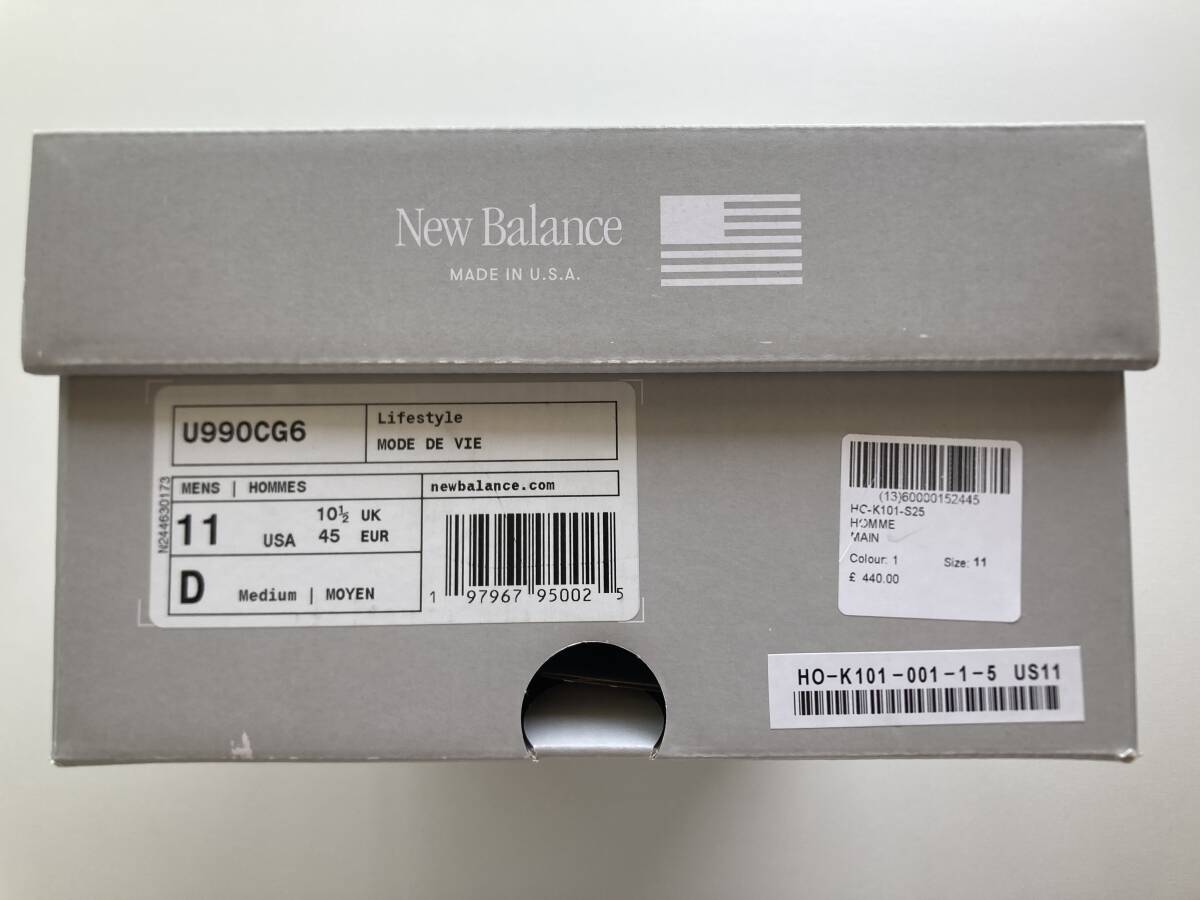 New Balance
MADE IN U.S.A.
U990CG6
Lifestyle
MODE DE VIE
N244630173
MENS | HOMMES
newbalance.com
11 USA
10½ UK
45 EUR
D Medium | MOYEN
1 97967 95002 5
(13)60000152445
HO-K101-S25
HOMME
MAIN
Colour: 1 Size: 11
£ 440.00
HO-K101-001-1-5 US11